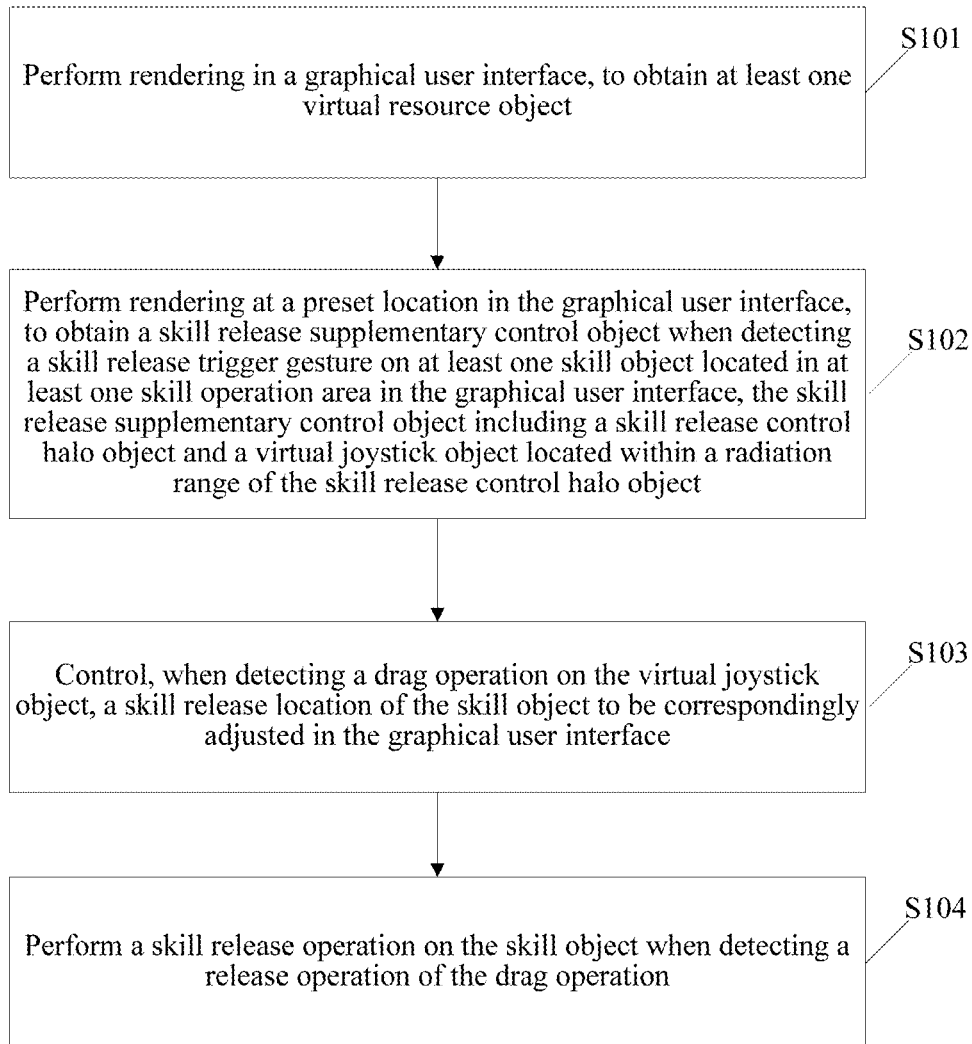 S101
Perform rendering in a graphical user interface, to obtain at least one
virtual resource object
S102
Perform rendering at a preset location in the graphical user interface,
to obtain a skill release supplementary control object when detecting
a skill release trigger gesture on at least one skill object located in at
least one skill operation area in the graphical user interface, the skill
release supplementary control object including a skill release control
halo object and a virtual joystick object located within a radiation
range of the skill release control halo object
S103
Control, when detecting a drag operation on the virtual joystick
object, a skill release location of the skill object to be correspondingly
adjusted in the graphical user interface
S104
Perform a skill release operation on the skill object when detecting a
release operation of the drag operation